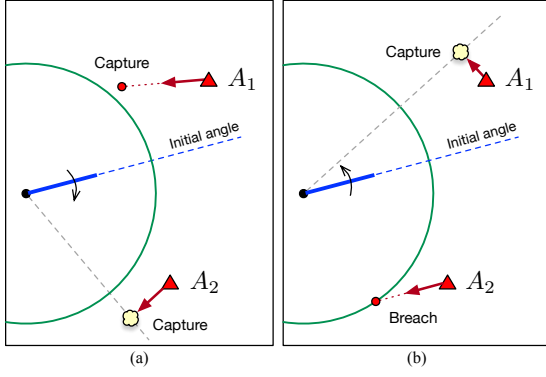 Capture
A1
Initial angle
A2
Capture
(a)
Capture
A1
Initial angle
A2
Breach
(b)